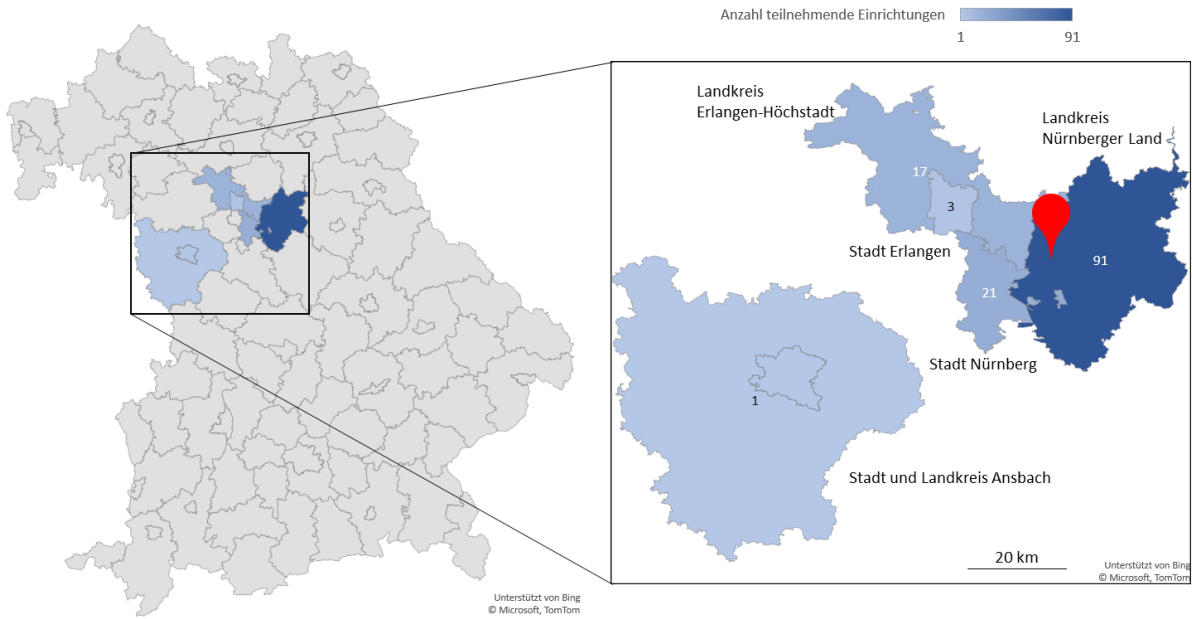 Anzahl teilnehmende Einrichtungen
1
91
Landkreis
Erlangen-Höchstadt
Landkreis
Nürnberger Land
17
3
Stadt Erlangen
91
21
Stadt Nürnberg
1
Stadt und Landkreis Ansbach
20 km
Unterstützt von Bing
© Microsoft, TomTom
Unterstützt von Bing
© Microsoft, TomTom